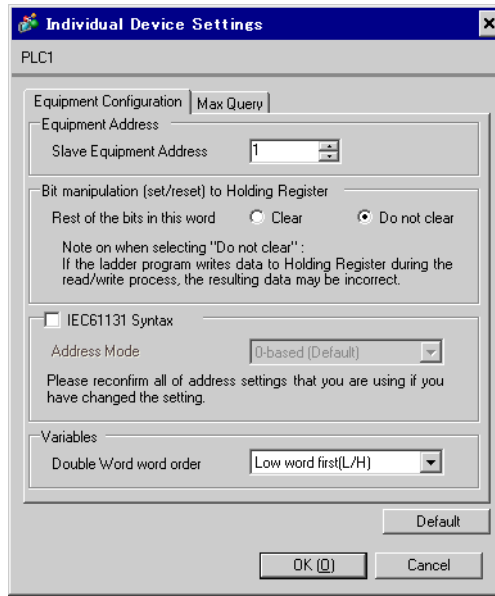 Individual Device Settings
PLC1
Equipment Configuration
Max Query
Equipment Address
Slave Equipment Address
1
Bit manipulation (set/reset) to Holding Register
Rest of the bits in this word
Clear
Do not clear
Note on when selecting "Do not clear" :
If the ladder program writes data to Holding Register during the
read/write process, the resulting data may be incorrect.
IEC61131 Syntax
Address Mode
0-based (Default)
Please reconfirm all of address settings that you are using if you
have changed the setting.
Variables
Double Word word order
Low word first(L/H)
Default
OK (O)
Cancel